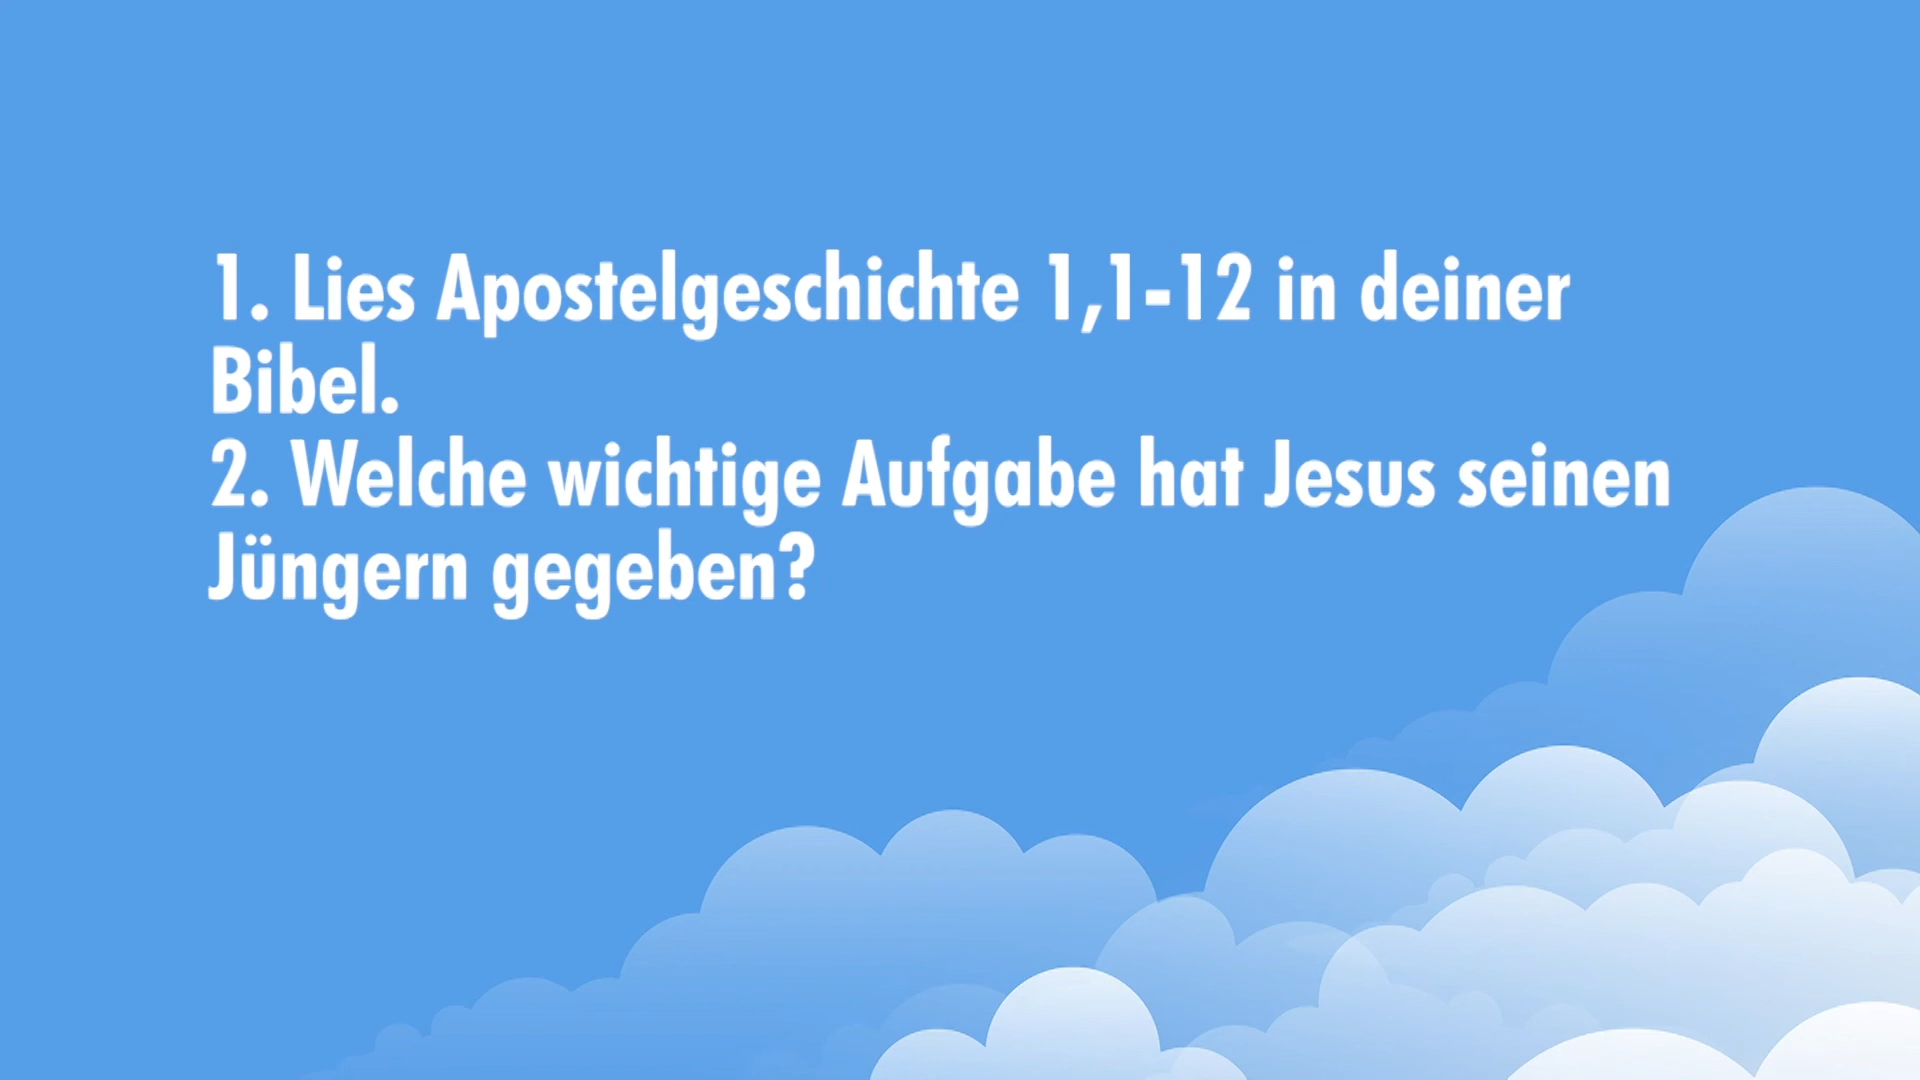 1. Lies Apostelgeschichte 1,1-12 in deiner
Bibel.
2. Welche wichtige Aufgabe hat Jesus seinen
Jüngern gegeben?